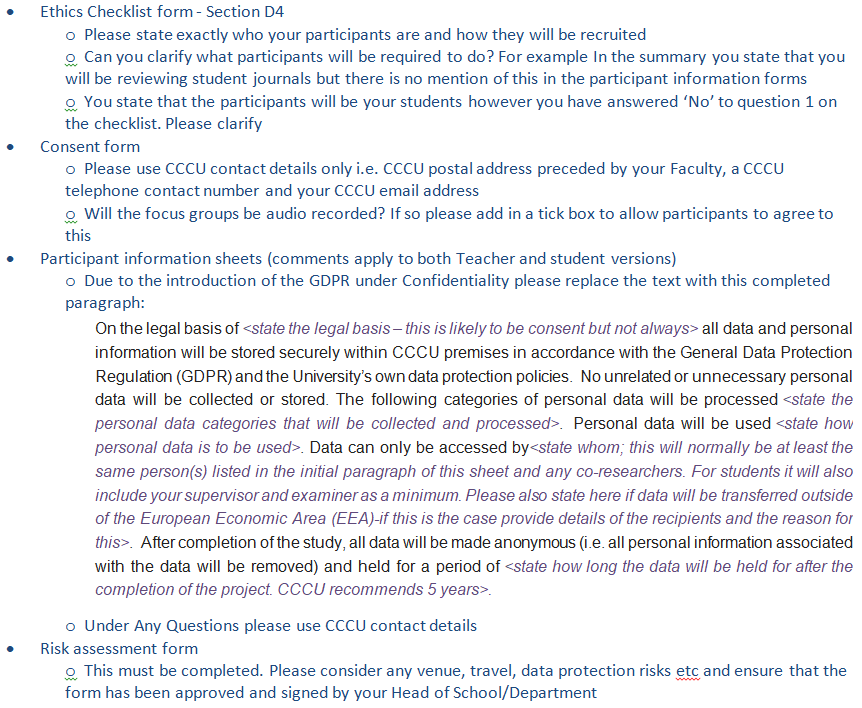 • Ethics Checklist form - Section D4
o Please state exactly who your participants are and how they will be recruited
o Can you clarify what participants will be required to do? For example In the summary you state that you
will be reviewing student journals but there is no mention of this in the participant information forms
o You state that the participants will be your students however you have answered ‘No’ to question 1 on
the checklist. Please clarify
• Consent form
o Please use CCCU contact details only i.e. CCCU postal address preceded by your Faculty, a CCCU
telephone contact number and your CCCU email address
o Will the focus groups be audio recorded? If so please add in a tick box to allow participants to agree to
this
• Participant information sheets (comments apply to both Teacher and student versions)
o Due to the introduction of the GDPR under Confidentiality please replace the text with this completed
paragraph:
On the legal basis of <state the legal basis – this is likely to be consent but not always> all data and personal
information will be stored securely within CCCU premises in accordance with the General Data Protection
Regulation (GDPR) and the University’s own data protection policies. No unrelated or unnecessary personal
data will be collected or stored. The following categories of personal data will be processed <state the
personal data categories that will be collected and processed>. Personal data will be used <state how
personal data is to be used>. Data can only be accessed by<state whom; this will normally be at least the
same person(s) listed in the initial paragraph of this sheet and any co-researchers. For students it will also
include your supervisor and examiner as a minimum. Please also state here if data will be transferred outside
of the European Economic Area (EEA)-if this is the case provide details of the recipients and the reason for
this>. After completion of the study, all data will be made anonymous (i.e. all personal information associated
with the data will be removed) and held for a period of <state how long the data will be held for after the
completion of the project. CCCU recommends 5 years>.
o Under Any Questions please use CCCU contact details
• Risk assessment form
o This must be completed. Please consider any venue, travel, data protection risks etc and ensure that the
form has been approved and signed by your Head of School/Department